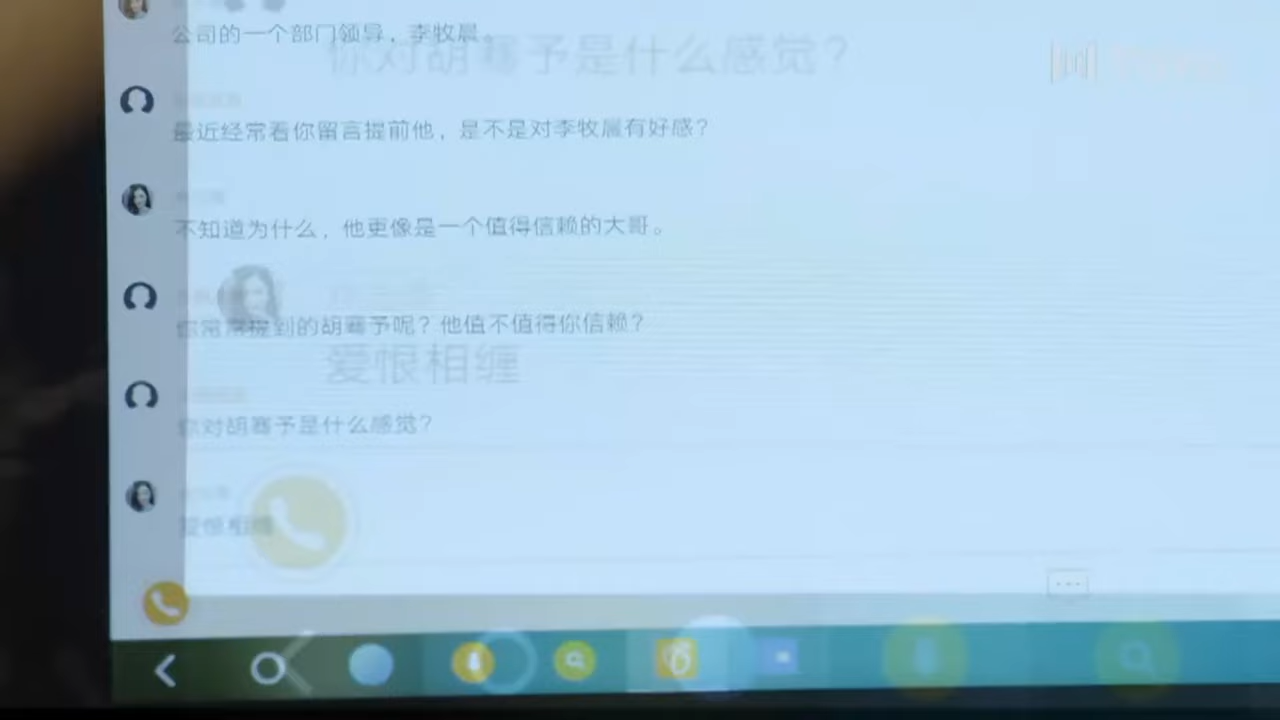 公司的一个部门领导，李牧晨。
你对胡骞予是什么感觉？
最近经常看你留言提前他，是不是对李牧晨有好感？
不知道为什么，他更像是一个值得信赖的大哥。
你常常提到的胡骞予呢？他值不值得你信赖？
爱恨相缠
你对胡骞予是什么感觉？
爱恨相缠